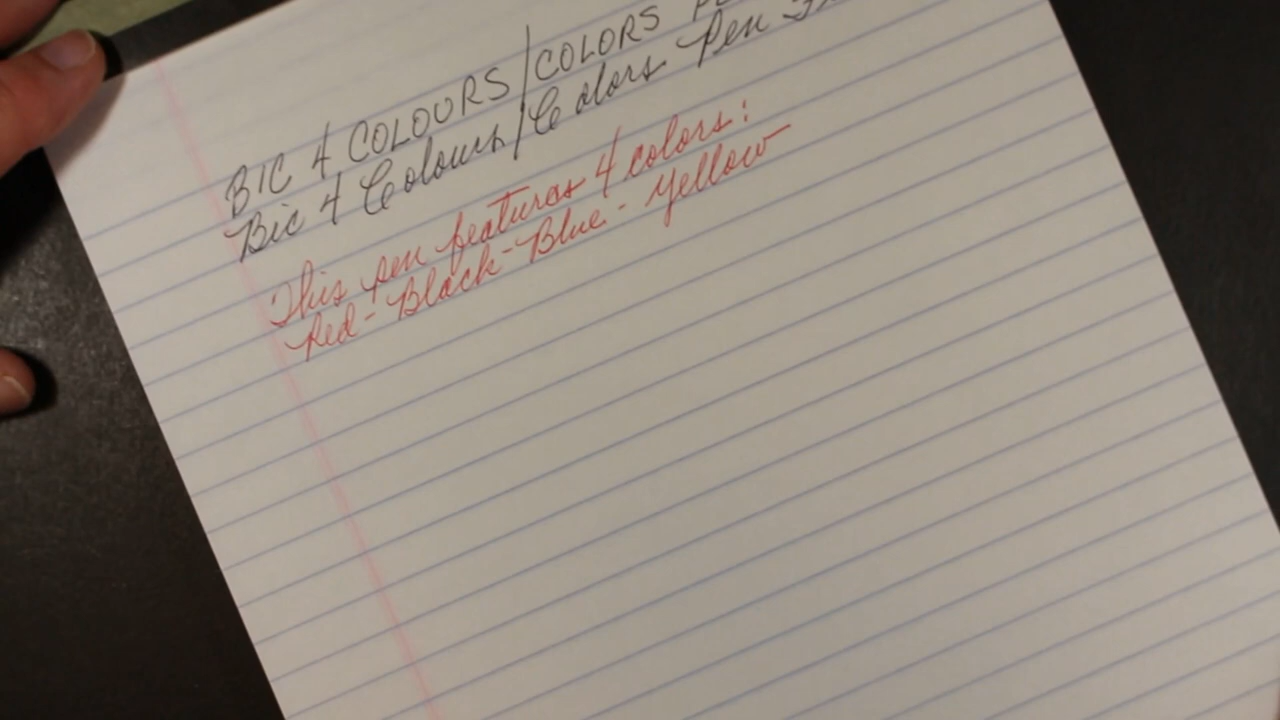 BIC 4 COLOURS/COLORS
Bic 4 Colours/Colors Pen
This pen features 4 colors:
Red-Black-Blue-Yellow